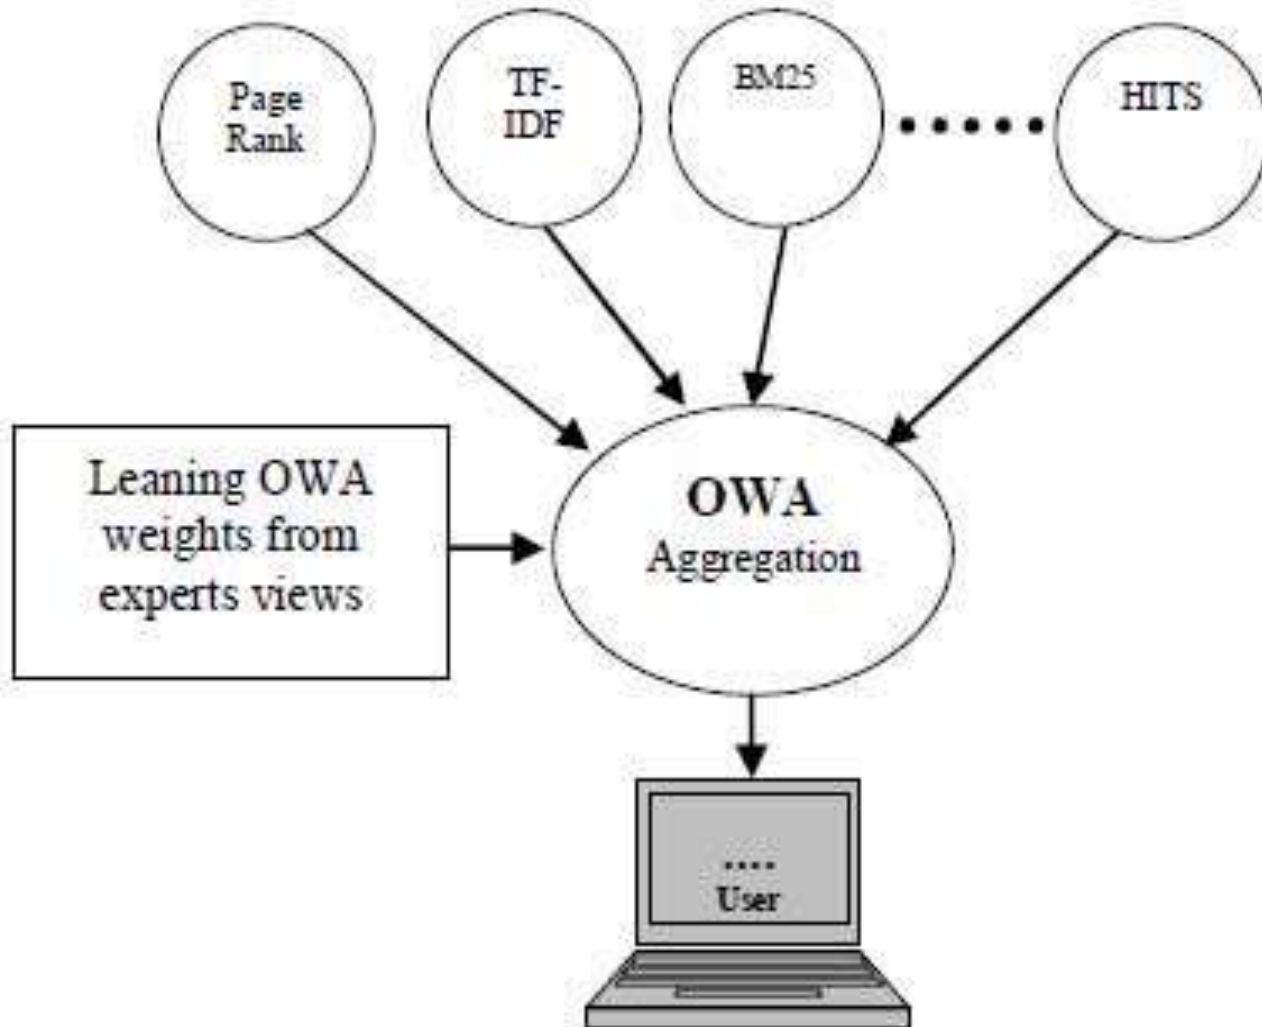 Page
Rank
TF-
IDF
BM25
HITS
Leaning OWA
weights from
experts views
OWA
Aggregation
....
User